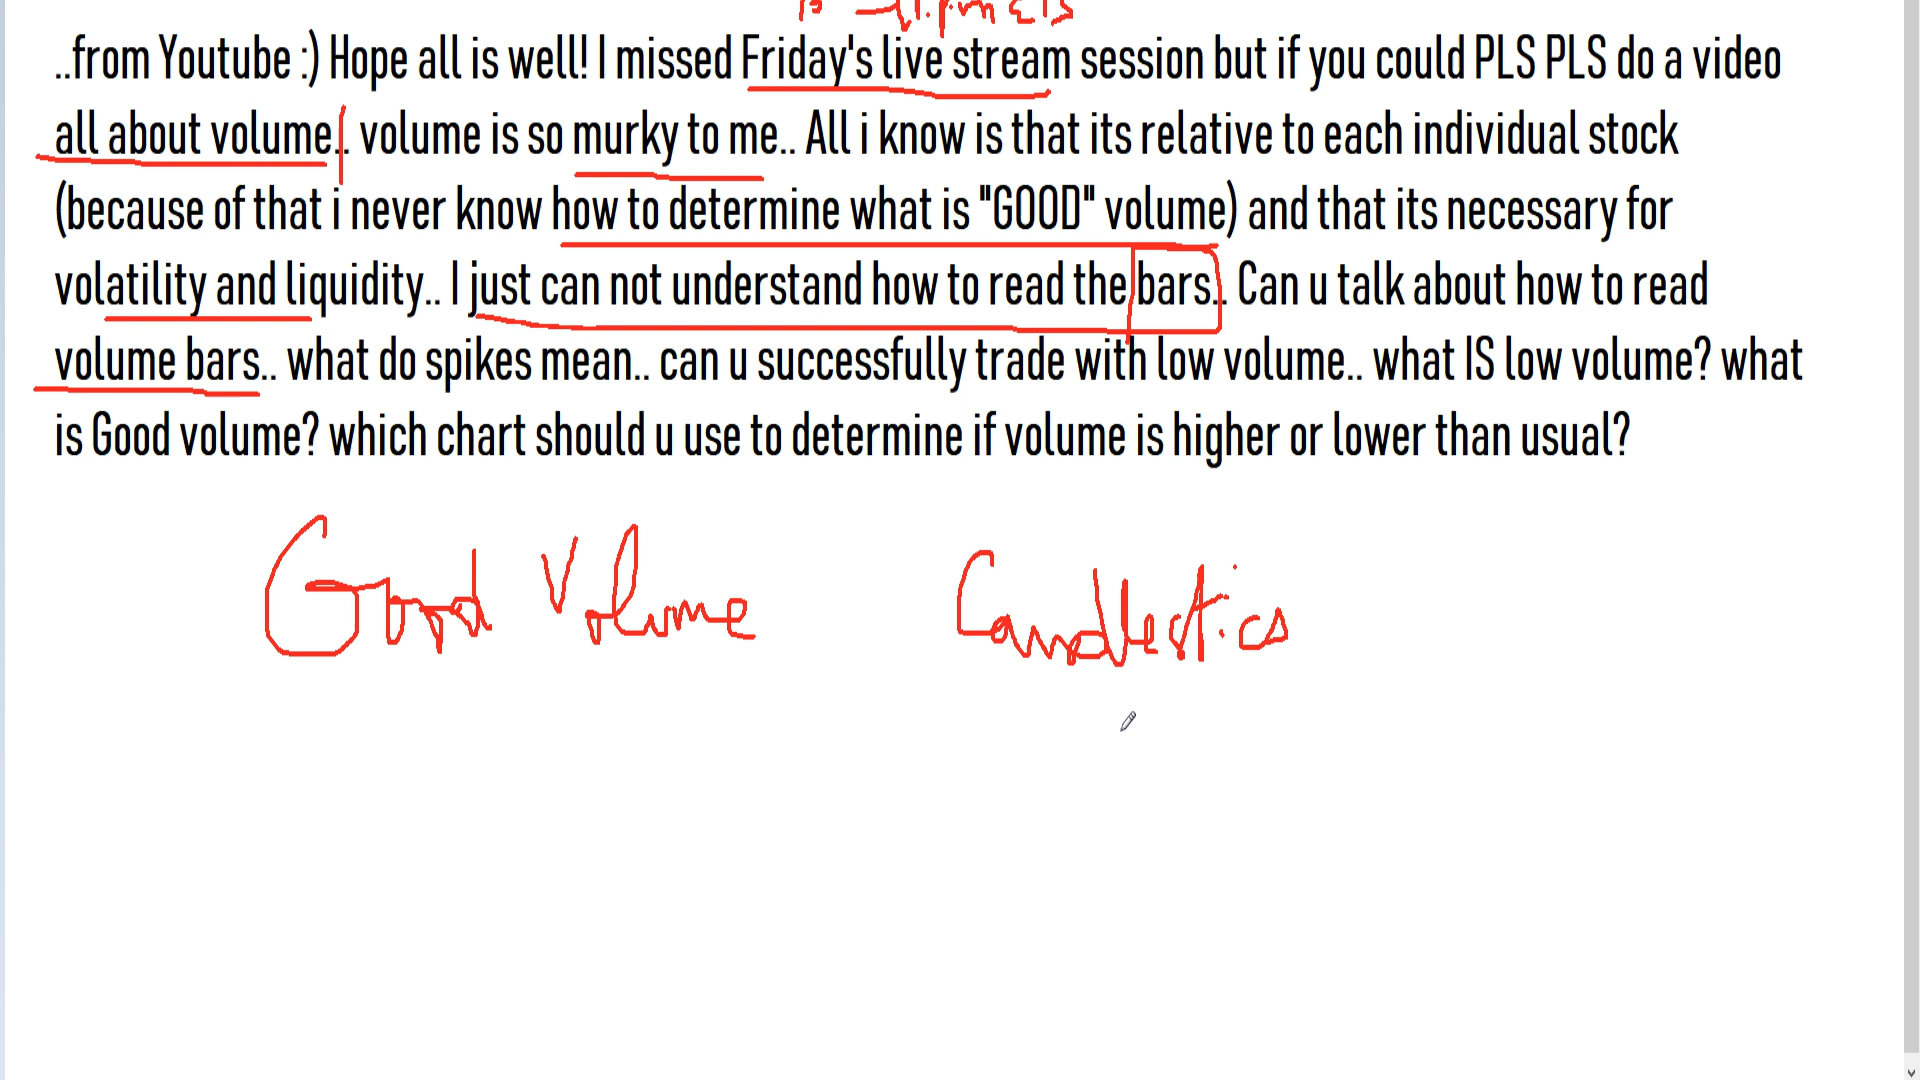 ..from Youtube :) Hope all is well! I missed Friday's live stream session but if you could PLS PLS do a video
all about volume.. volume is so murky to me.. All i know is that its relative to each individual stock
(because of that i never know how to determine what is "GOOD" volume) and that its necessary for
volatility and liquidity.. I just can not understand how to read the bars.. Can u talk about how to read
volume bars.. what do spikes mean.. can u successfully trade with low volume.. what IS low volume? what
is Good volume? which chart should u use to determine if volume is higher or lower than usual?
Good Volume Candlestics